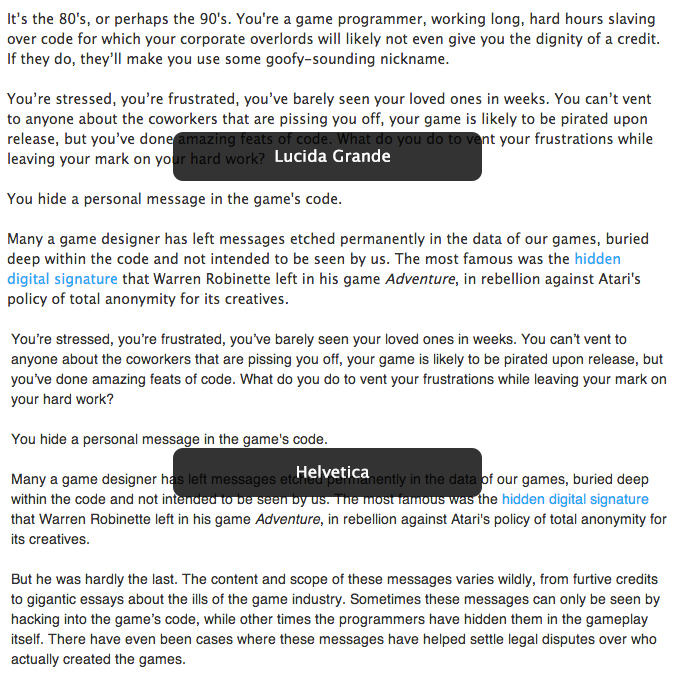 It's the 80's, or perhaps the 90's. You're a game programmer, working long, hard hours slaving
over code for which your corporate overlords will likely not even give you the dignity of a credit.
If they do, they'll make you use some goofy-sounding nickname.
You're stressed, you're frustrated, you've barely seen your loved ones in weeks. You can't vent
to anyone about the coworkers that are pissing you off, your game is likely to be pirated upon
release, but you've done amazing feats of code. What do you do to vent your frustrations while
leaving your mark on your hard work?
Lucida Grande
You hide a personal message in the game's code.
Many a game designer has left messages etched permanently in the data of our games, buried
deep within the code and not intended to be seen by us. The most famous was the hidden
digital signature that Warren Robinette left in his game Adventure, in rebellion against Atari's
policy of total anonymity for its creatives.
You're stressed, you're frustrated, you've barely seen your loved ones in weeks. You can't vent to
anyone about the coworkers that are pissing you off, your game is likely to be pirated upon release, but
you've done amazing feats of code. What do you do to vent your frustrations while leaving your mark on
your hard work?
You hide a personal message in the game's code.
Many a game designer has left messages etched permanently in the data of our games, buried deep
Helvetica
within the code and not intended to be seen by us. The most famous was the hidden digital signature
that Warren Robinette left in his game Adventure, in rebellion against Atari's policy of total anonymity for
its creatives.
But he was hardly the last. The content and scope of these messages varies wildly, from furtive credits
to gigantic essays about the ills of the game industry. Sometimes these messages can only be seen by
hacking into the game's code, while other times the programmers have hidden them in the gameplay
itself. There have even been cases where these messages have helped settle legal disputes over who
actually created the games.